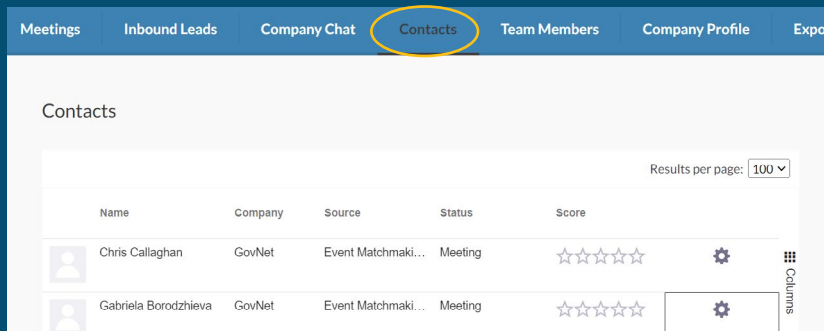 Meetings Inbound Leads Company Chat Contacts Team Members Company Profile Expo
Contacts
Results per page: 100
Name Company Source Status Score
Chris Callaghan GovNet Event Matchmaki... Meeting
Gabriela Borodzhieva GovNet Event Matchmaki... Meeting
Columns